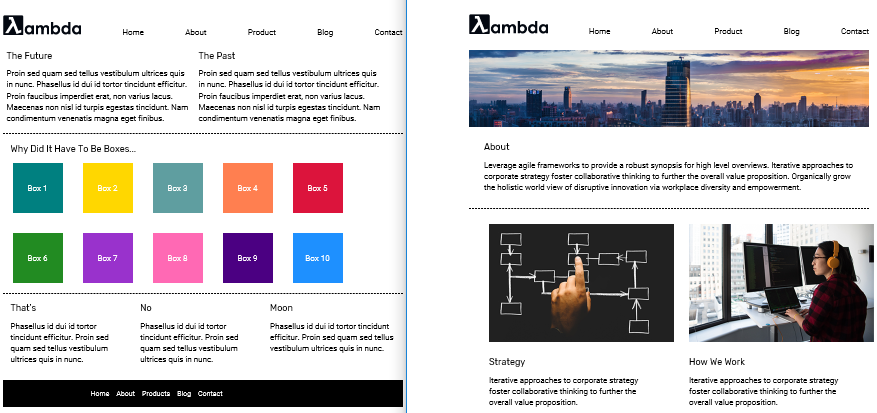 λambda
Home About Product Blog Contact
The Future
Proin sed quam sed tellus vestibulum ultrices quis
in nunc. Phasellus id dui id tortor tincidunt efficitur.
Proin faucibus imperdiet erat, non varius lacus.
Maecenas non nisl id turpis egestas tincidunt. Nam
condimentum venenatis magna eget finibus.
The Past
Proin sed quam sed tellus vestibulum ultrices quis
in nunc. Phasellus id dui id tortor tincidunt efficitur.
Proin faucibus imperdiet erat, non varius lacus.
Maecenas non nisl id turpis egestas tincidunt. Nam
condimentum venenatis magna eget finibus.
Why Did It Have To Be Boxes...
Box 1 Box 2 Box 3 Box 4 Box 5
Box 6 Box 7 Box 8 Box 9 Box 10
That's
Phasellus id dui id tortor
tincidunt efficitur. Proin sed
quam sed tellus vestibulum
ultrices quis in nunc.
No
Phasellus id dui id tortor
tincidunt efficitur. Proin sed
quam sed tellus vestibulum
ultrices quis in nunc.
Moon
Phasellus id dui id tortor tincidunt
efficitur. Proin sed quam sed tellus
vestibulum ultrices quis in nunc.
Home About Products Blog Contact
λambda
Home About Product Blog Contact
About
Leverage agile frameworks to provide a robust synopsis for high level overviews. Iterative approaches to
corporate strategy foster collaborative thinking to further the overall value proposition. Organically grow
the holistic world view of disruptive innovation via workplace diversity and empowerment.
Strategy
Iterative approaches to corporate strategy
foster collaborative thinking to further the
overall value proposition.
How We Work
Iterative approaches to corporate strategy
foster collaborative thinking to further the
overall value proposition.